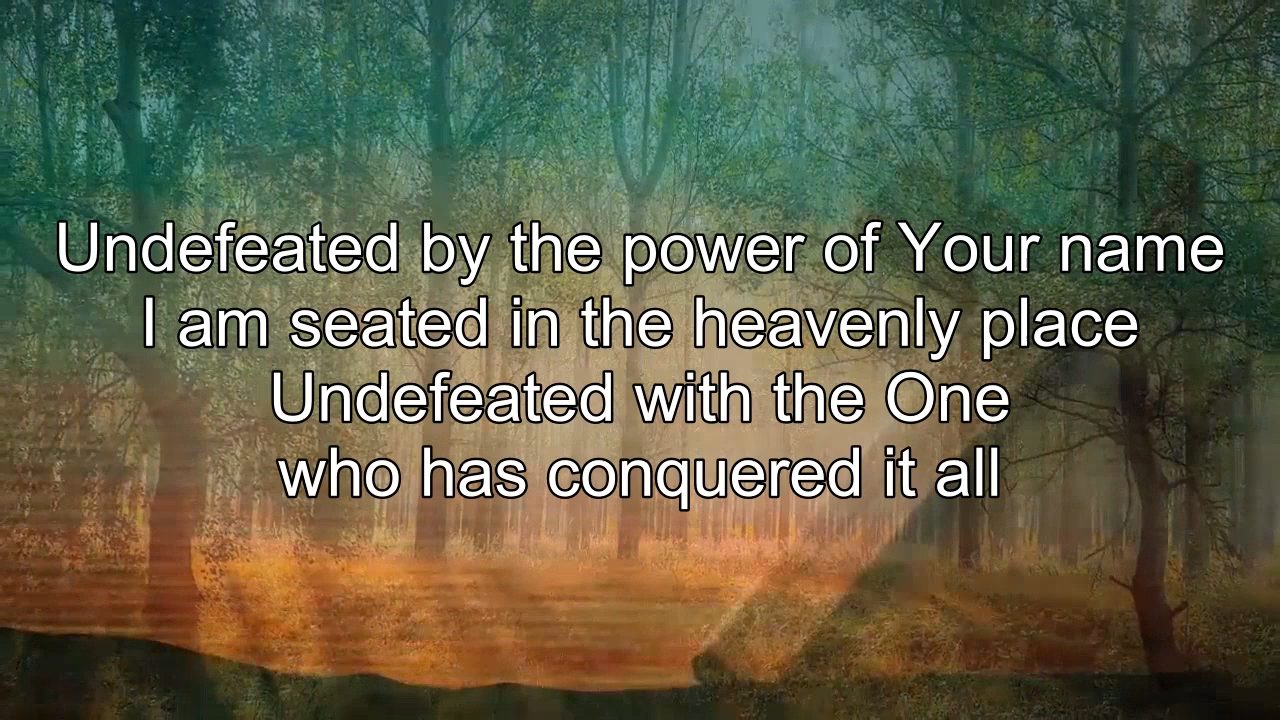 Undefeated by the power of Your name
I am seated in the heavenly place
Undefeated with the One
who has conquered it all